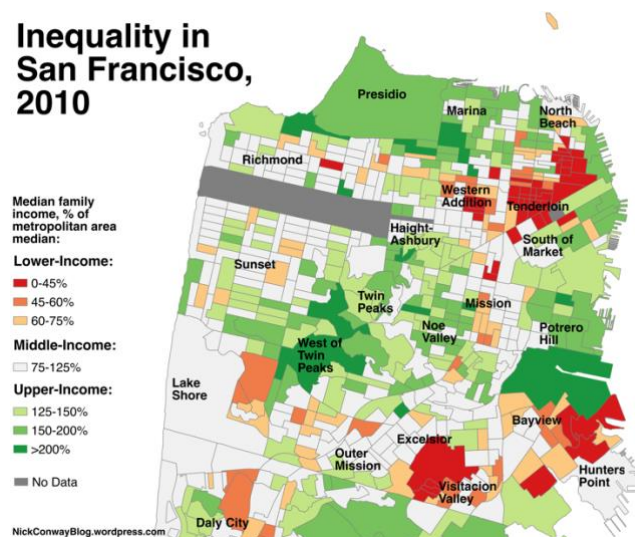 Inequality in
San Francisco,
2010
Presidio
Marina
North
Beach
Richmond
Median family
income, % of
metropolitan area
median:
Western
Addition
Tenderloin
Haight-
Ashbury
South of
Market
Lower-Income:
0-45%
45-60%
60-75%
Sunset
Twin
Peaks
Mission
Noe
Valley
Potrero
Hill
Middle-Income:
75-125%
West of
Twin
Peaks
Upper-Income:
125-150%
150-200%
>200%
Lake
Shore
Bayview
Excelsior
Outer
Mission
Hunters
Point
No Data
Visitacion
Valley
Daly City
NickConwayBlog.wordpress.com